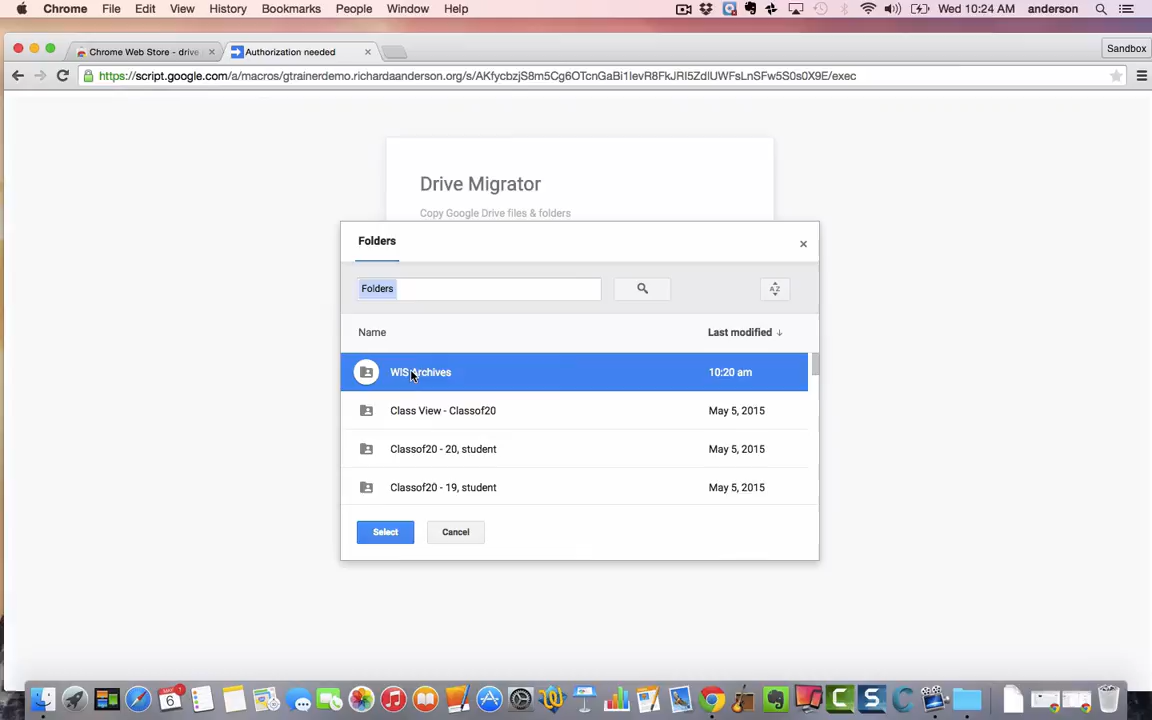 Chrome File Edit View History Bookmarks People Window Help Wed 10:24 AM anderson
Chrome Web Store - drive Authorization needed Sandbox
https://script.google.com/a/macros/gtrainerdemo.richardaanderson.org/s/AKfycbzjS8m5Cg6OTcnGaBi1IevR8FkJRI5ZdlUWFsLnSFw5S0s0X9E/exec
Drive Migrator
Copy Google Drive files & folders
Folders
Folders
Name Last modified
WIS Archives 10:20 am
Class View - Classof20 May 5, 2015
Classof20 - 20, student May 5, 2015
Classof20 - 19, student May 5, 2015
Select Cancel